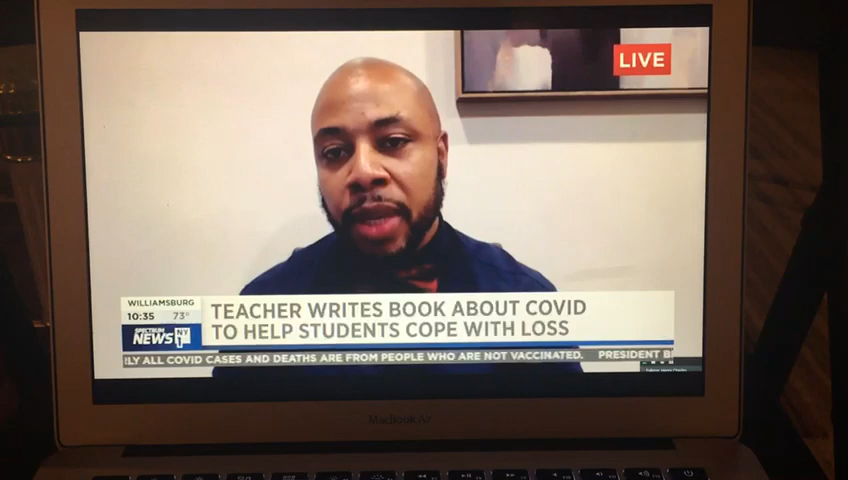 LIVE
WILLIAMSBURG
10:35 73°
SPECTRUM
NEWS NY1
TEACHER WRITES BOOK ABOUT COVID
TO HELP STUDENTS COPE WITH LOSS
LY ALL COVID CASES AND DEATHS ARE FROM PEOPLE WHO ARE NOT VACCINATED. PRESIDENT B
MacBook Air